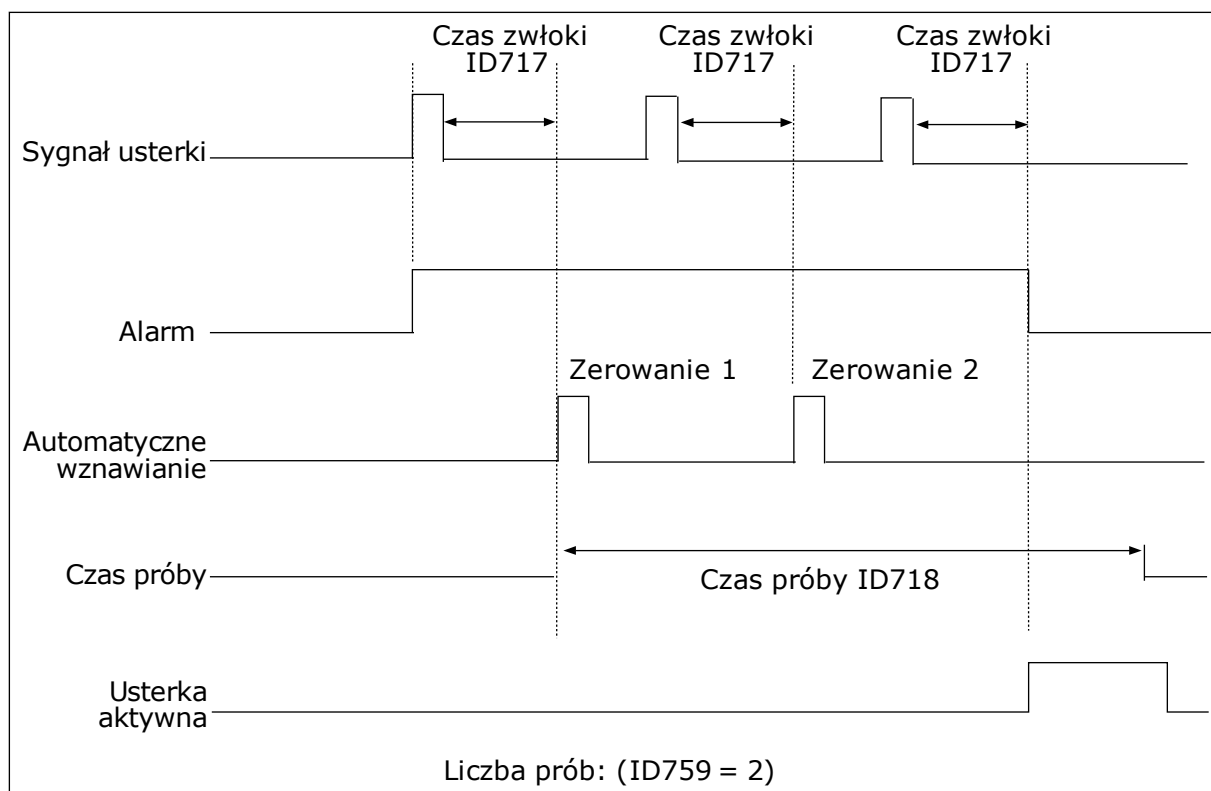 Czas zwłoki
ID717
Czas zwłoki
ID717
Czas zwłoki
ID717
Sygnał usterki
Alarm
Zerowanie 1
Zerowanie 2
Automatyczne
wznawianie
Czas próby
Czas próby ID718
Usterka
aktywna
Liczba prób: (ID759 = 2)